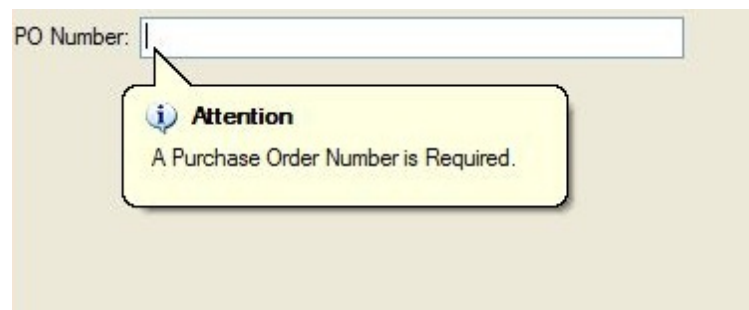 PO Number:
Attention
A Purchase Order Number is Required.